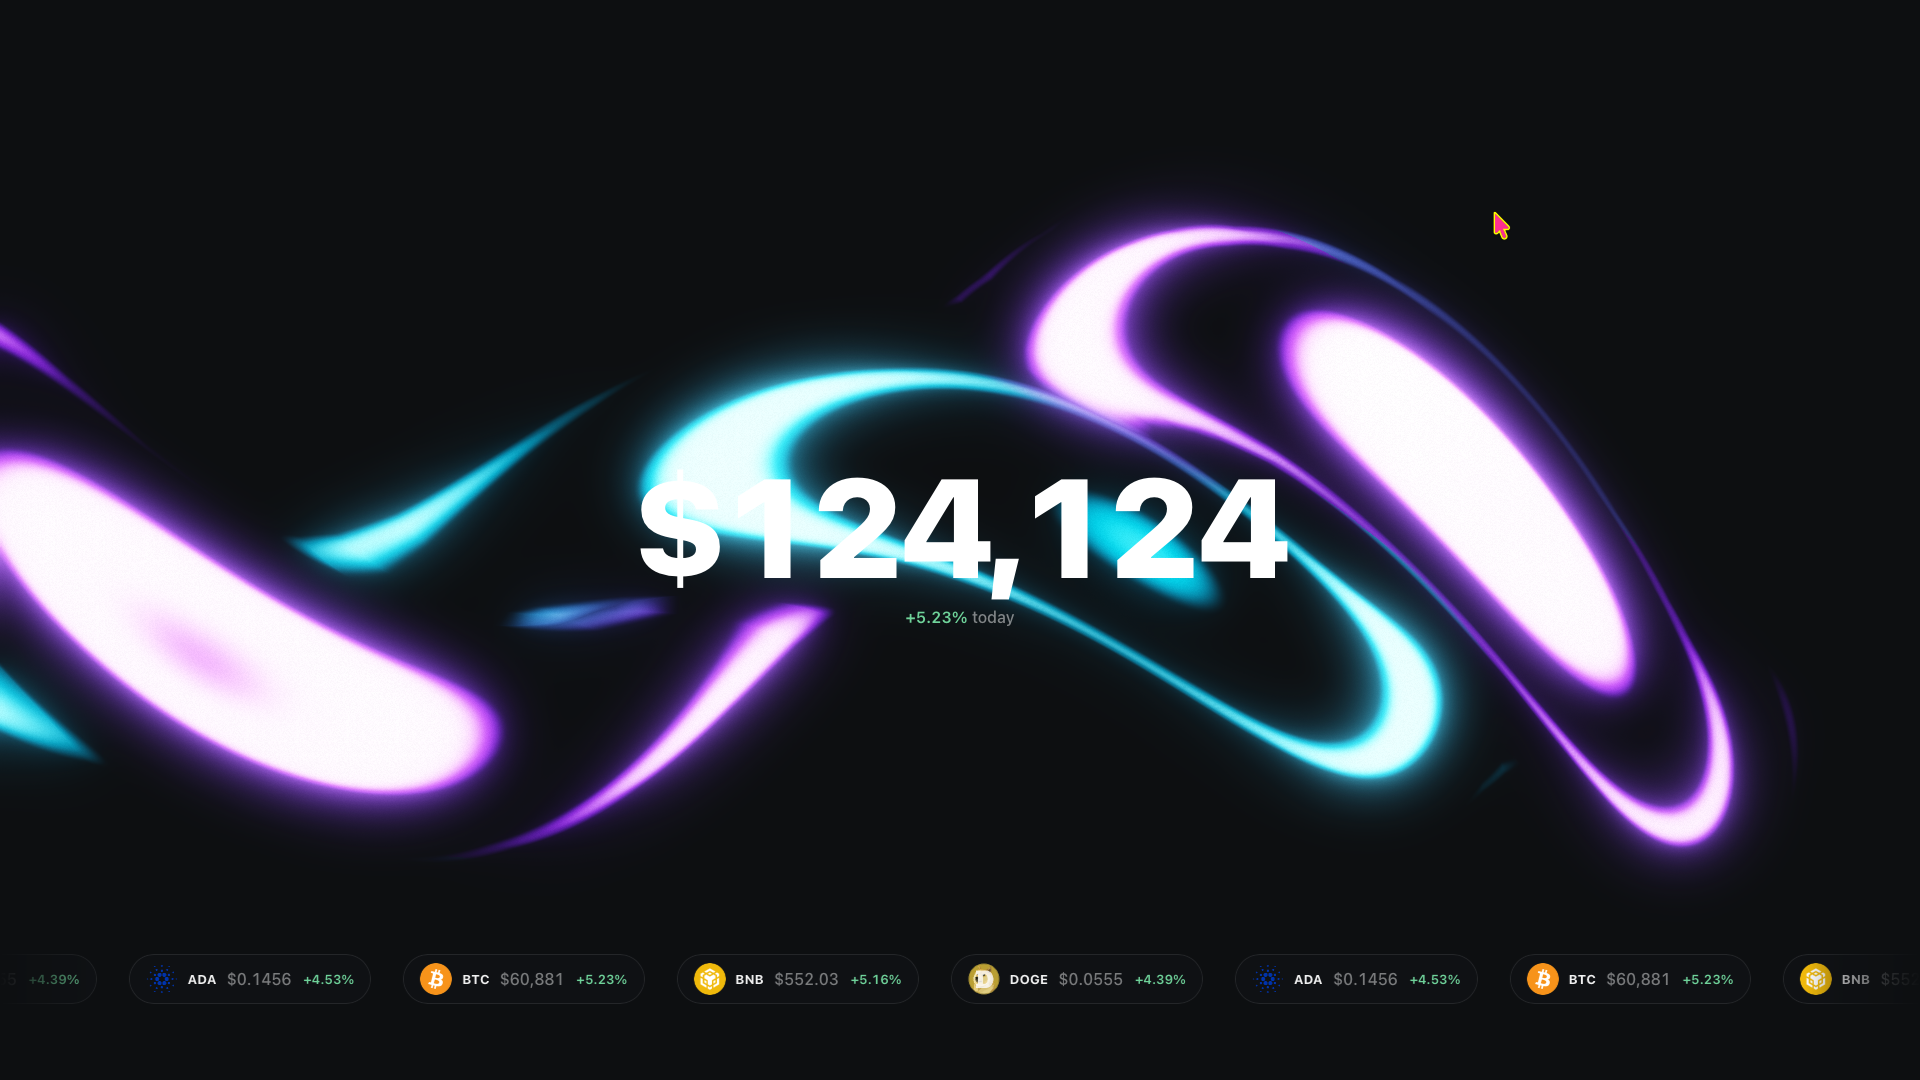 $124,124
+5.23% today
+4.39% ADA $0.1456 +4.53% BTC $60,881 +5.23% BNB $552.03 +5.16% DOGE $0.0555 +4.39% ADA $0.1456 +4.53% BTC $60,881 +5.23% BNB